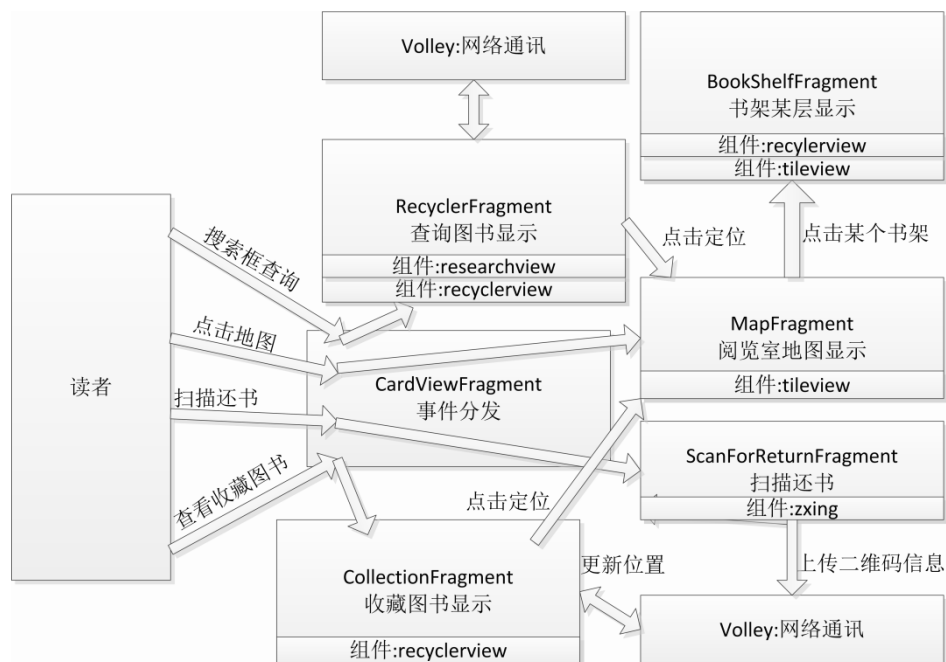 Volley:网络通讯
BookShelfFragment
书架某层显示
组件:recylerview
组件:tileview
RecyclerFragment
查询图书显示
组件:researchview
组件:recyclerview
搜索框查询
点击定位
点击某个书架
点击地图
MapFragment
阅览室地图显示
组件:tileview
读者
扫描还书
CardViewFragment
事件分发
查看收藏图书
ScanForReturnFragment
扫描还书
组件:zxing
点击定位
更新位置
上传二维码信息
CollectionFragment
收藏图书显示
组件:recyclerview
Volley:网络通讯